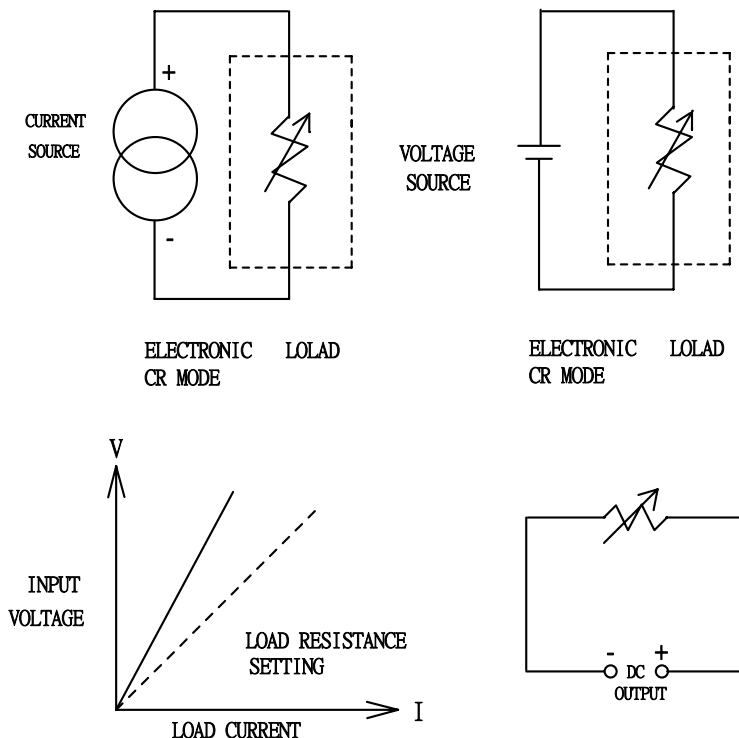 +
CURRENT
SOURCE
-
ELECTRONIC LOLAD
CR MODE
VOLTAGE
SOURCE
ELECTRONIC LOLAD
CR MODE
V
INPUT
VOLTAGE
LOAD RESISTANCE
SETTING
I
LOAD CURRENT
- +
DC
OUTPUT